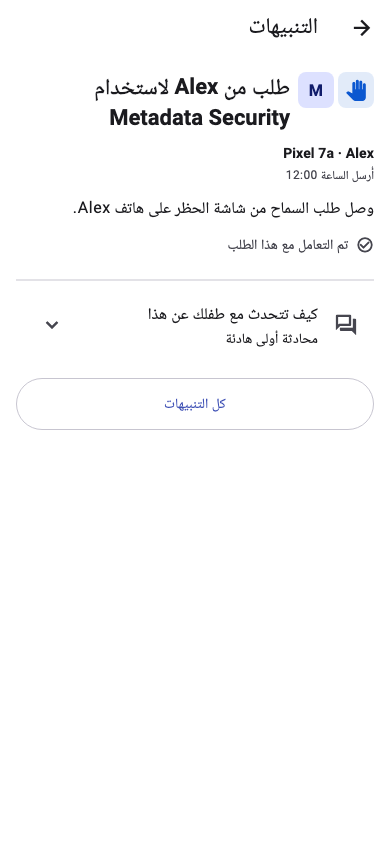 التنبيهات
M
طلب من Alex لاستخدام
Metadata Security
Pixel 7a · Alex
أرسل الساعة 12:00
وصل طلب السماح من شاشة الحظر على هاتف Alex.
تم التعامل مع هذا الطلب
كيف تتحدث مع طفلك عن هذا
محادثة أولى هادئة
كل التنبيهات